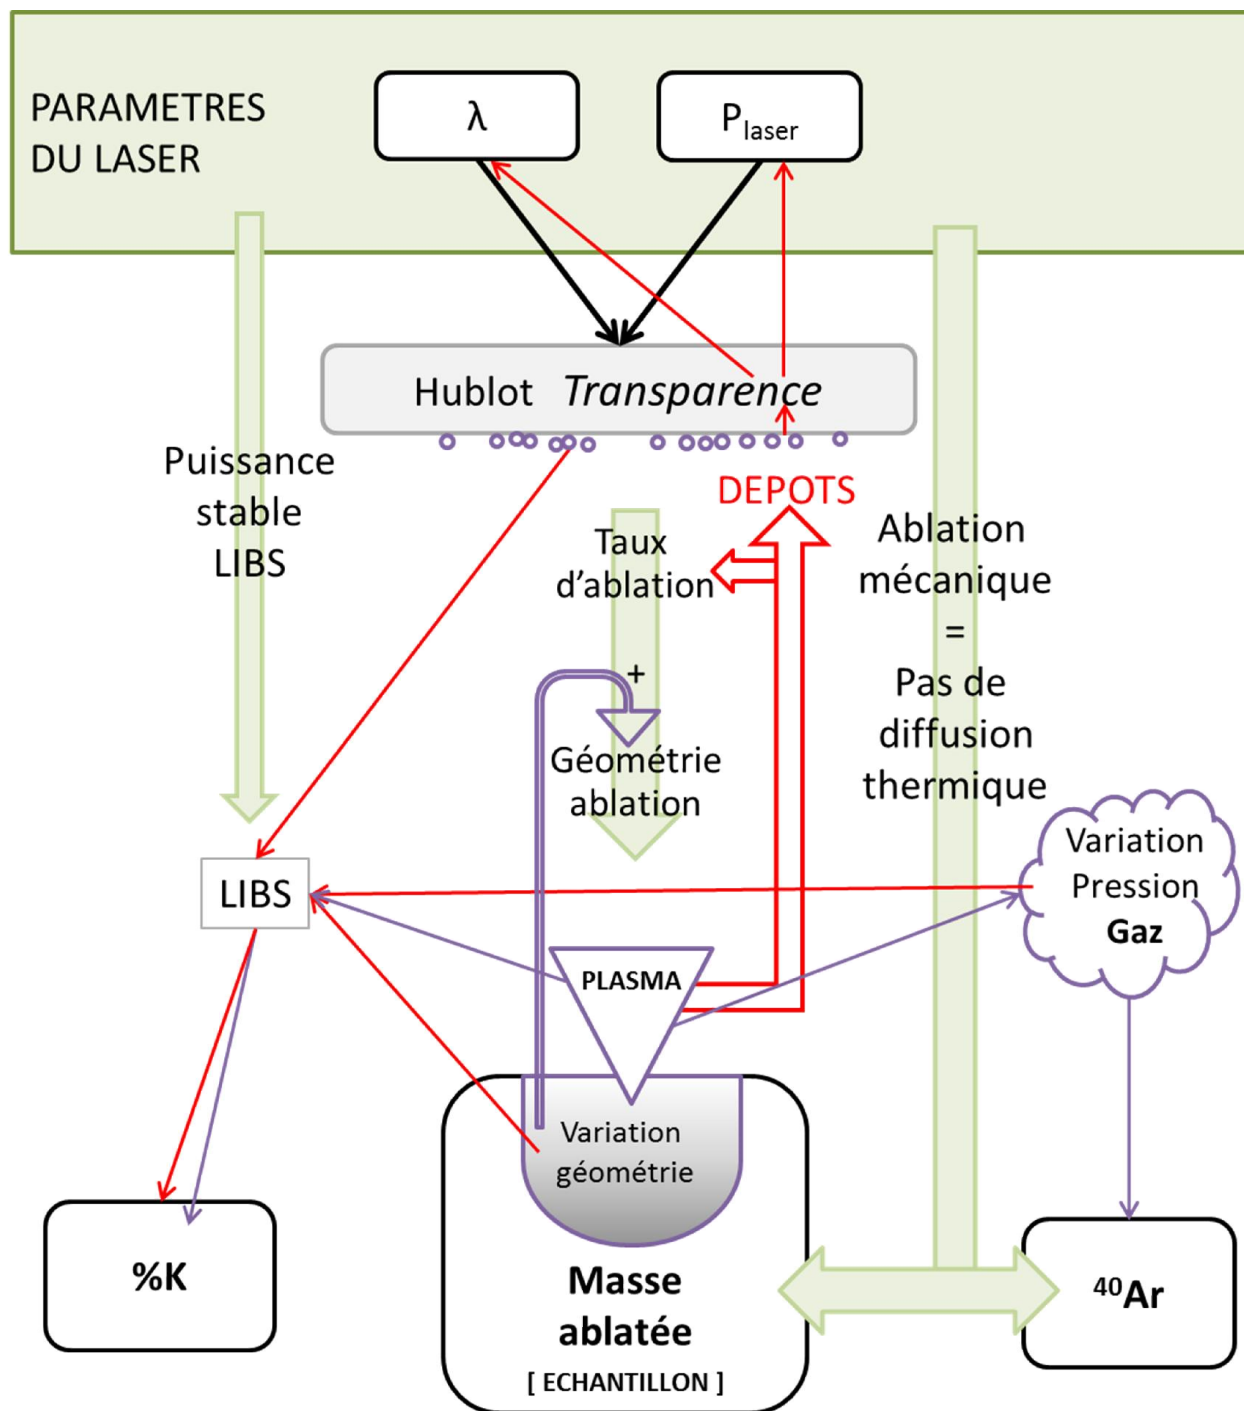 PARAMETRES
DU LASER
λ
P laser
Hublot Transparence
Puissance
stable
LIBS
DEPOTS
Taux
d’ablation
+
Géométrie
ablation
Ablation
mécanique
=
Pas de
diffusion
thermique
Variation
Pression
Gaz
LIBS
PLASMA
Variation
géométrie
Masse
ablatée
[ ECHANTILLON ]
%K
⁴⁰Ar